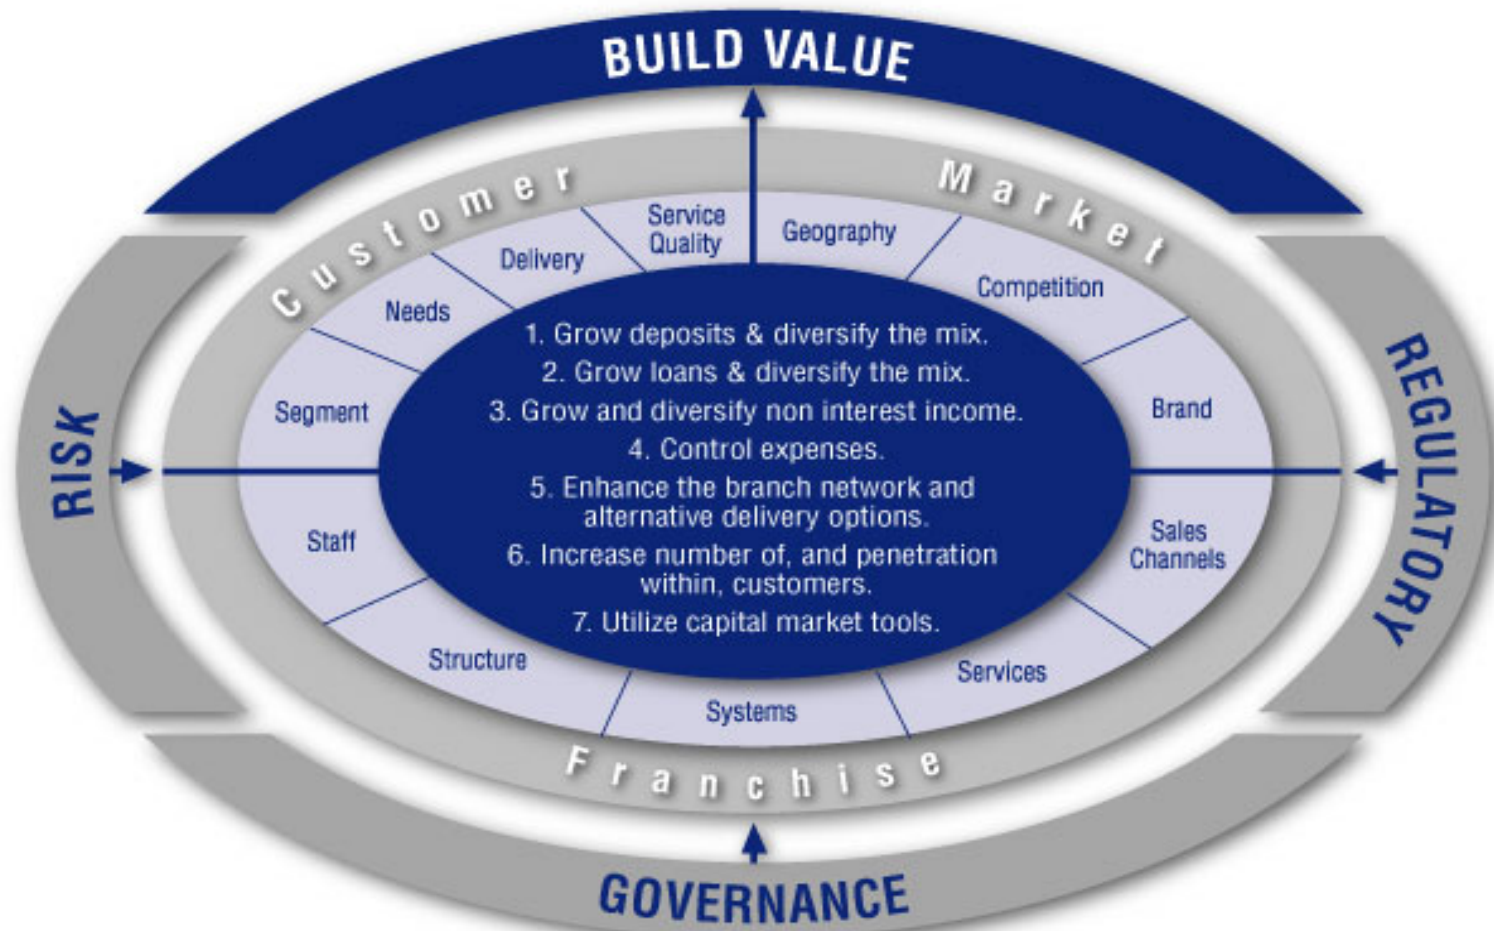 BUILD VALUE
Customer
Market
Service
Quality
Geography
Delivery
Competition
Needs
Segment
Brand
1. Grow deposits & diversify the mix.
2. Grow loans & diversify the mix.
3. Grow and diversify non interest income.
4. Control expenses.
5. Enhance the branch network and
alternative delivery options.
6. Increase number of, and penetration
within, customers.
7. Utilize capital market tools.
RISK
REGULATORY
Staff
Sales
Channels
Structure
Services
Systems
Franchise
GOVERNANCE